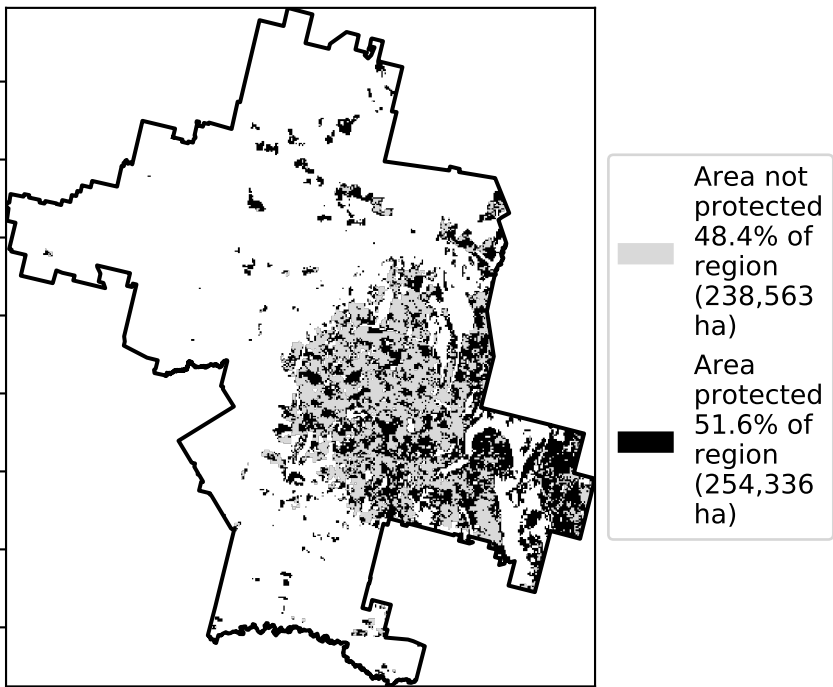 Area not
protected
48.4% of
region
(238,563
ha)
Area
protected
51.6% of
region
(254,336
ha)